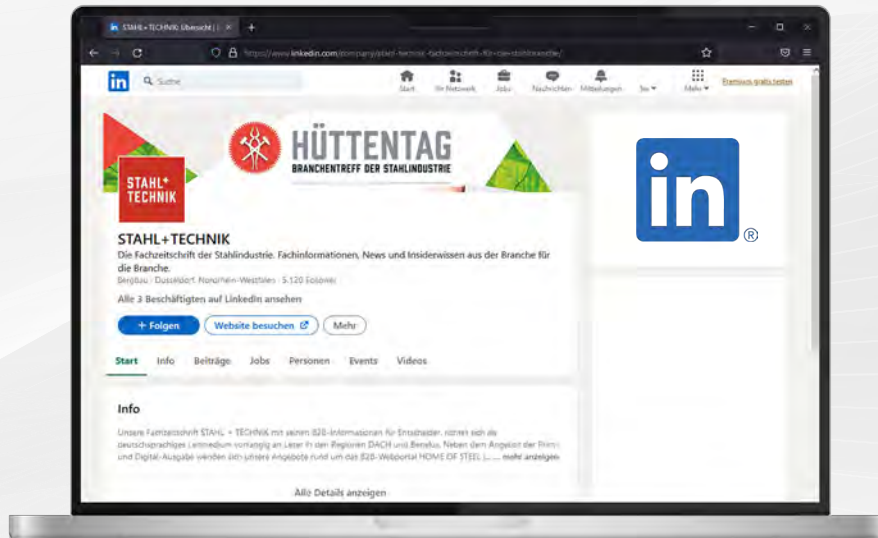 STAHL+TECHNIK: Übersicht | L
https://www.linkedin.com/company/stahl-technik-fachzeitschrift-für-die-stahlbranche/
in
Suche
Start Ihr Netzwerk Jobs Nachrichten Mitteilungen Sie Mehr Premium gratis testen
HÜTTENTAG
BRANCHENTREFF DER STAHLINDUSTRIE
STAHL+
TECHNIK
in
®
STAHL+TECHNIK
Die Fachzeitschrift der Stahlindustrie. Fachinformationen, News und Insiderwissen aus der Branche für
die Branche.
Bergbau · Düsseldorf, Nordrhein-Westfalen · 5.120 Follower
Alle 3 Beschäftigten auf LinkedIn ansehen
+ Folgen Website besuchen Mehr
Start Info Beiträge Jobs Personen Events Videos
Info
Unsere Fachzeitschrift STAHL + TECHNIK mit seinen B2B-Informationen für Entscheider, richtet sich als
deutschsprachiges Leitmedium vorrangig an Leser in den Regionen DACH und Benelux. Neben dem Angebot der Print-
und Digital-Ausgabe wenden sich unsere Angebote rund um das B2B-Webportal HOME OF STEEL (... ... mehr anzeigen
Alle Details anzeigen